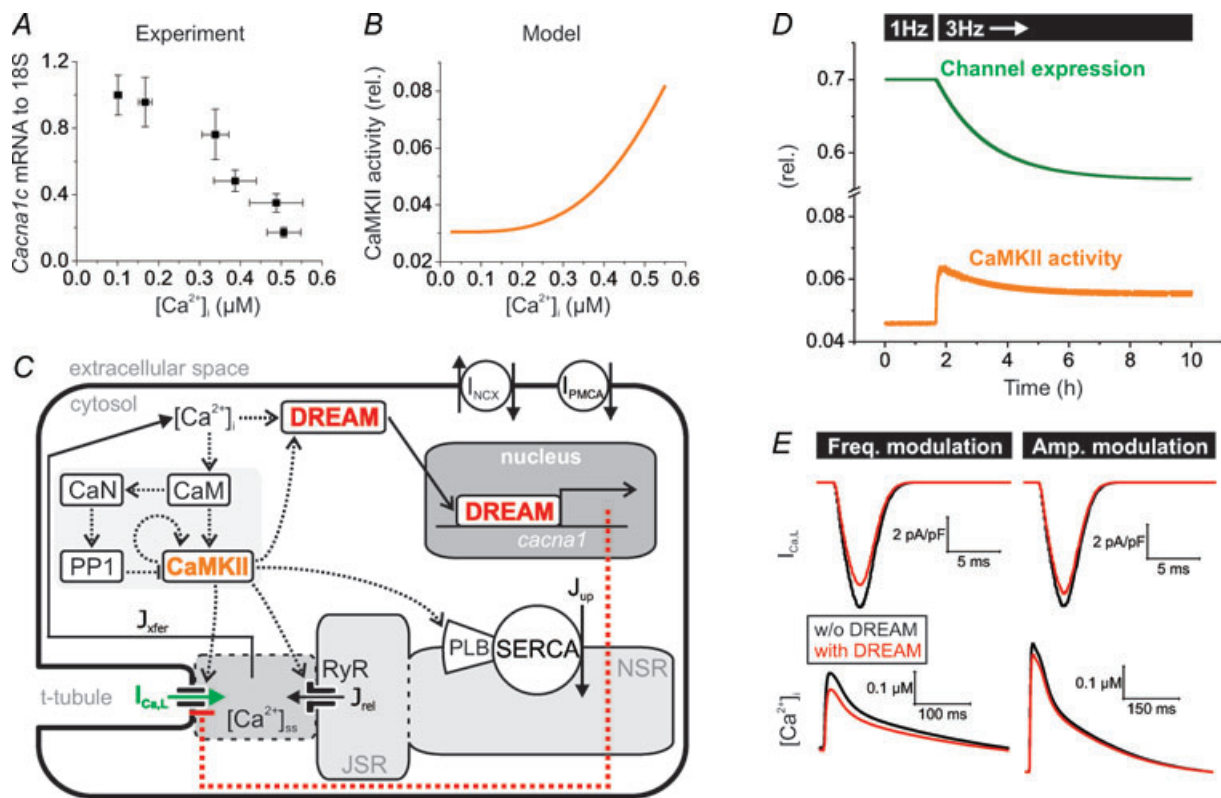 A
Experiment
Cacna1c mRNA to 18S
1.2
0.8
0.4
0.0
0.0 0.1 0.2 0.3 0.4 0.5 0.6
[Ca2+]i (µM)
B
Model
CaMKII activity (rel.)
0.08
0.06
0.04
0.02
0.0 0.1 0.2 0.3 0.4 0.5 0.6
[Ca2+]i (µM)
C
extracellular space
cytosol
INCX
IPMCA
[Ca2+]i
DREAM
nucleus
DREAM
cacna1
CaN
CaM
PP1
CaMKII
Jxfer
Jup
PLB
SERCA
NSR
RyR
t-tubule
ICa,L
Jrel
[Ca2+]ss
JSR
D
1Hz
3Hz
Channel expression
0.7
0.6
(rel.)
0.08
0.06
0.04
CaMKII activity
0 2 4 6 8 10
Time (h)
E
Freq. modulation
Amp. modulation
ICa,L
2 pA/pF
5 ms
2 pA/pF
5 ms
w/o DREAM
with DREAM
[Ca2+]i
0.1 µM
100 ms
0.1 µM
150 ms